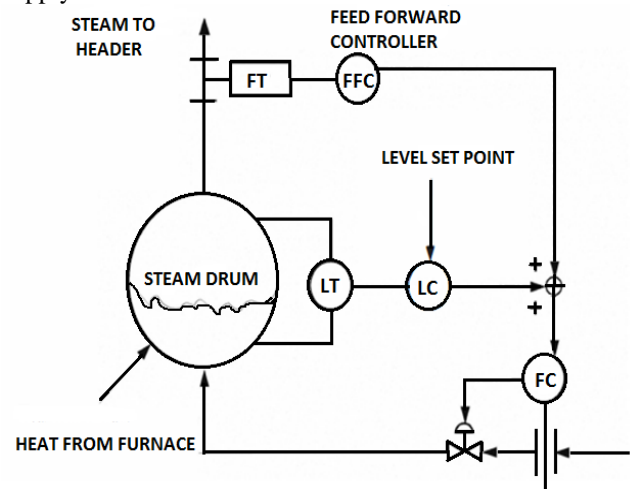 STEAM TO
HEADER
FEED FORWARD
CONTROLLER
FT
FFC
LEVEL SET POINT
+
STEAM DRUM
LT
LC
+
FC
HEAT FROM FURNACE